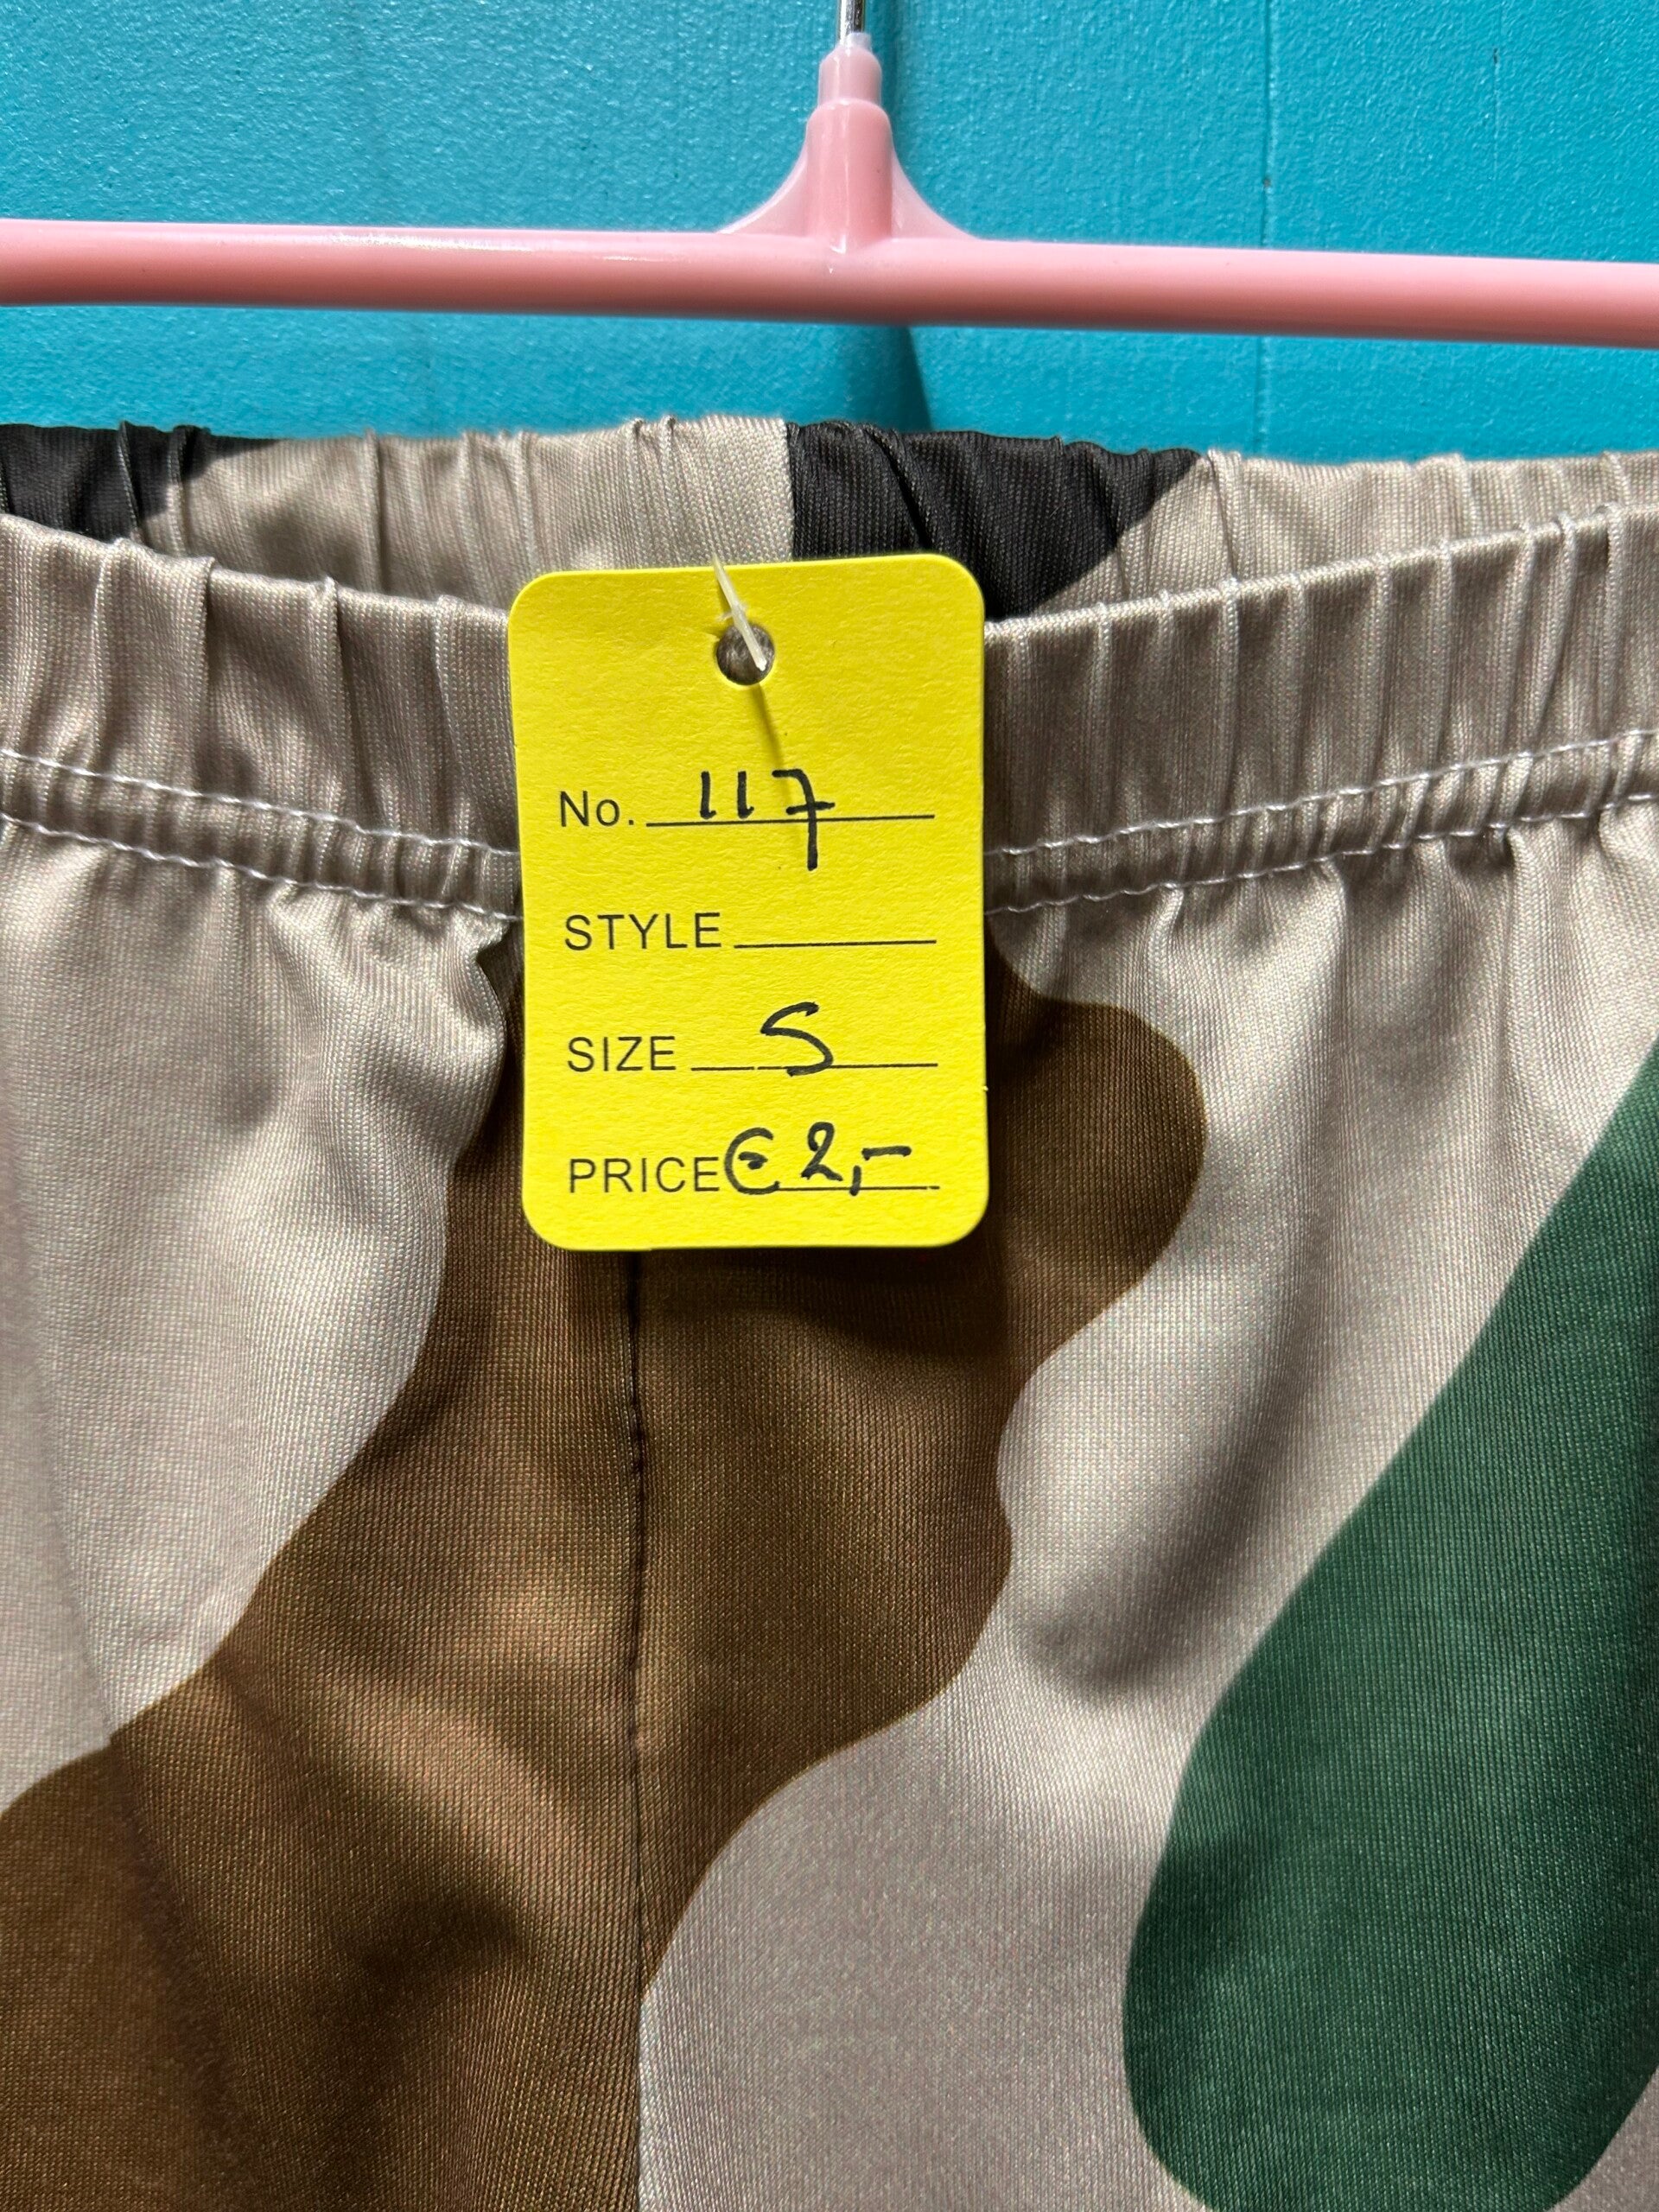 No. 117
STYLE
SIZE S
PRICE €2,-